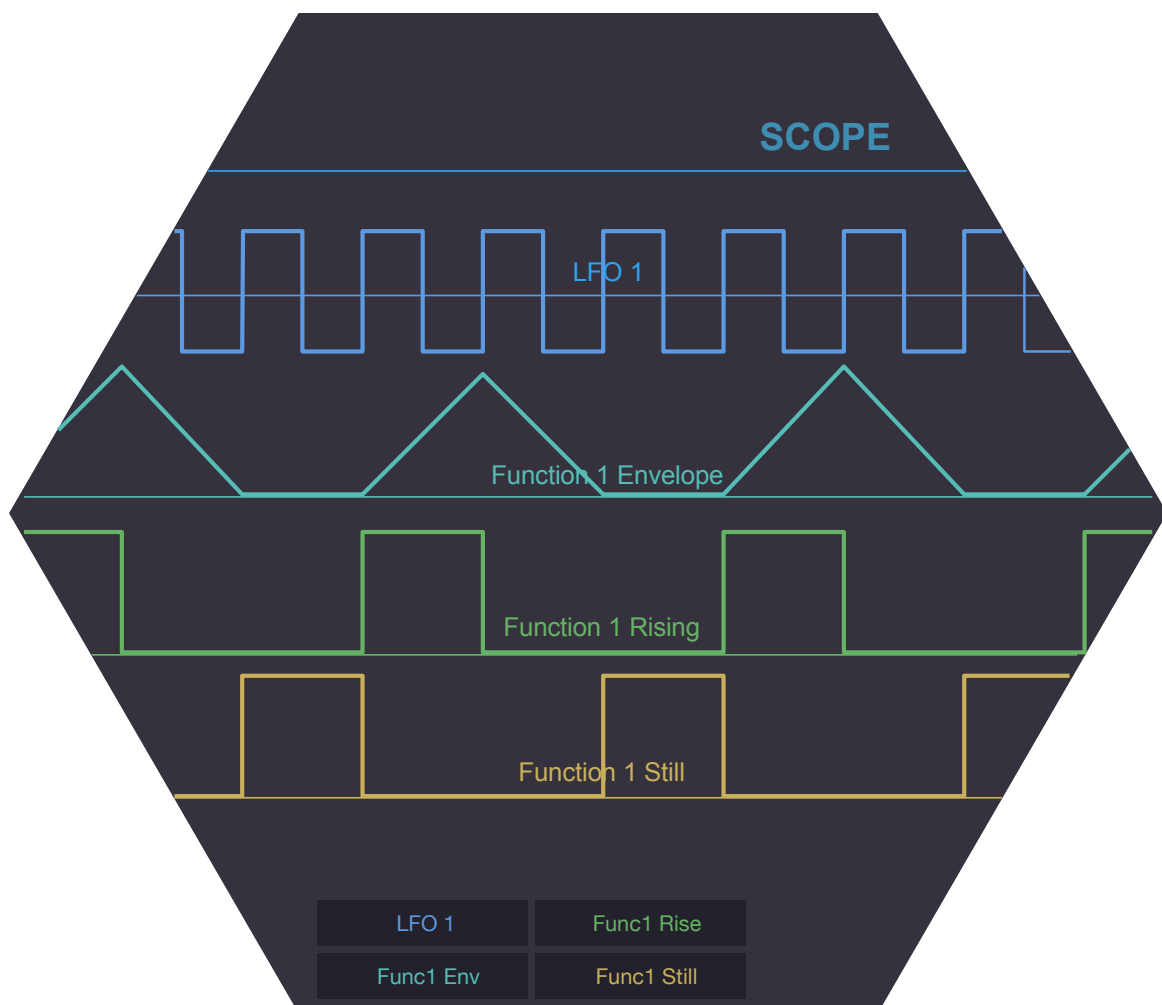 SCOPE
LFO 1
Function 1 Envelope
Function 1 Rising
Function 1 Still
LFO 1
Func1 Rise
Func1 Env
Func1 Still